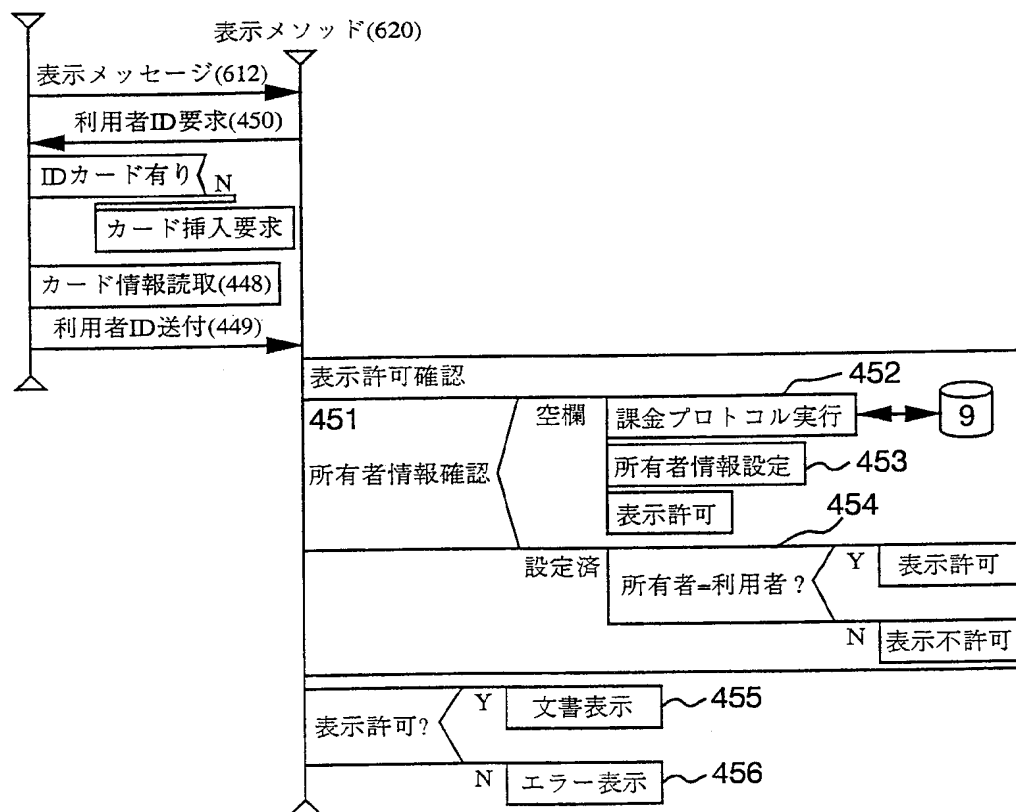 表示メソッド(620)
表示メッセージ(612)
利用者ID要求(450)
IDカード有り
N
カード挿入要求
カード情報読取(448)
利用者ID送付(449)
表示許可確認
452
451
空欄
課金プロトコル実行
9
所有者情報確認
所有者情報設定
453
表示許可
454
設定済
所有者=利用者?
Y
表示許可
N
表示不許可
表示許可?
Y
文書表示
455
N
エラー表示
456